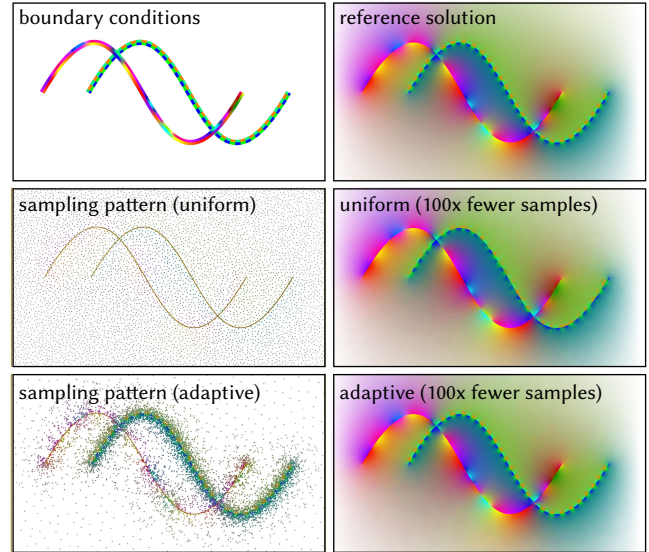 boundary conditions
reference solution
sampling pattern (uniform)
uniform (100x fewer samples)
sampling pattern (adaptive)
adaptive (100x fewer samples)